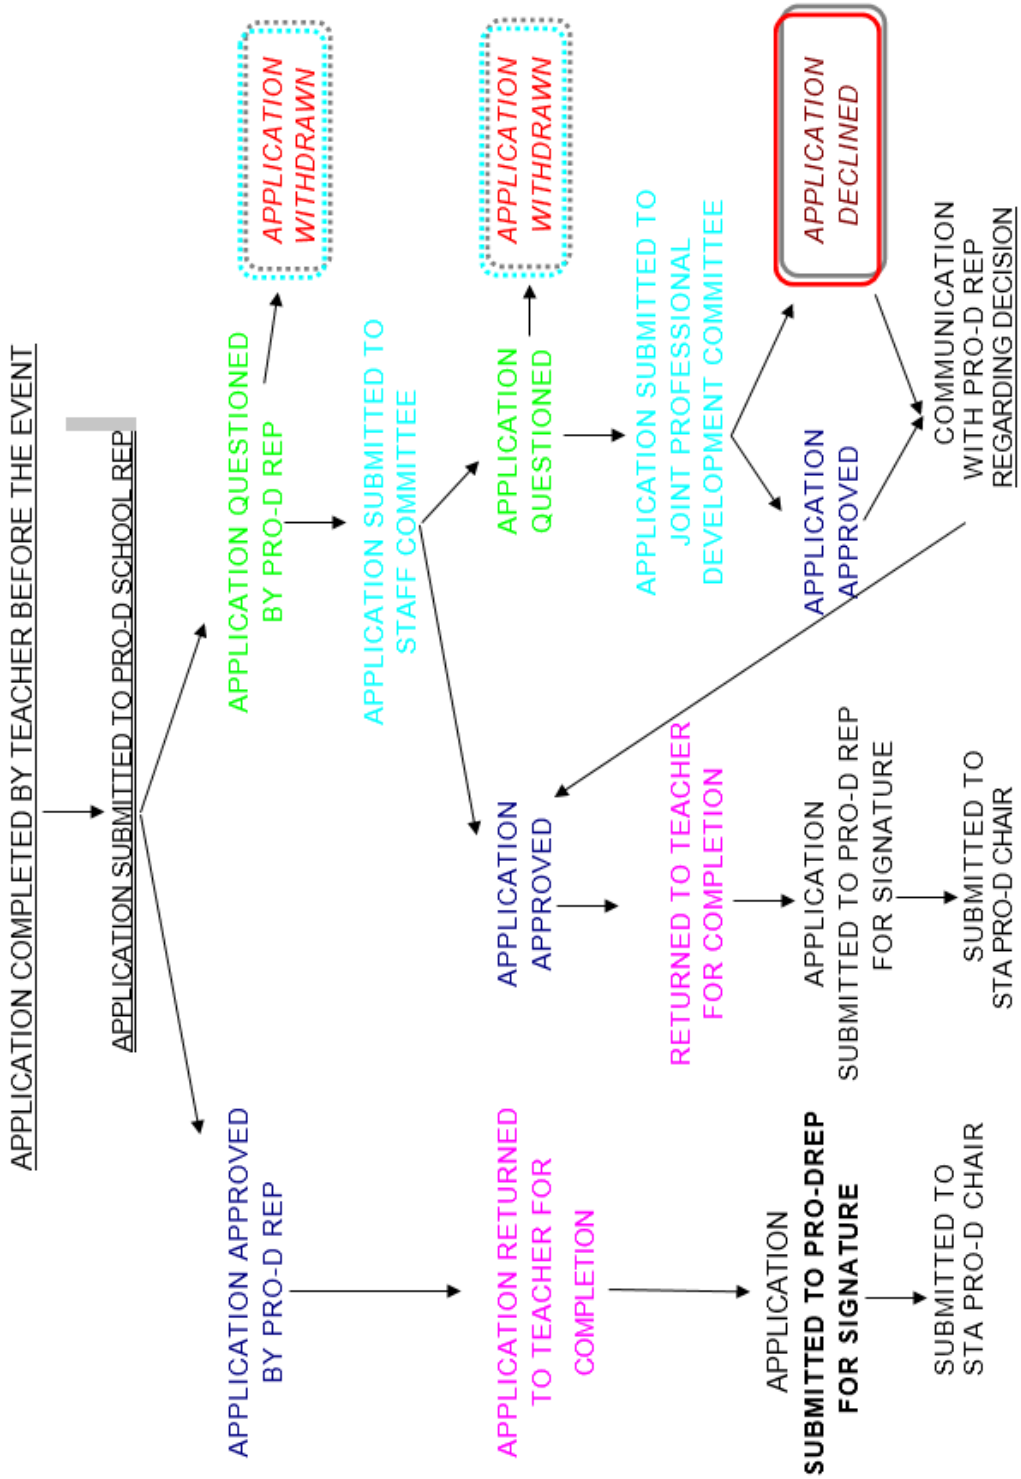 APPLICATION COMPLETED BY TEACHER BEFORE THE EVENT
APPLICATION SUBMITTED TO PRO-D SCHOOL REP
APPLICATION APPROVED
BY PRO-D REP
APPLICATION QUESTIONED
BY PRO-D REP
APPLICATION
WITHDRAWN
APPLICATION SUBMITTED TO
STAFF COMMITTEE
APPLICATION RETURNED
TO TEACHER FOR
COMPLETION
APPLICATION
APPROVED
APPLICATION
QUESTIONED
APPLICATION
WITHDRAWN
RETURNED TO TEACHER
FOR COMPLETION
APPLICATION SUBMITTED TO
JOINT PROFESSIONAL
DEVELOPMENT COMMITTEE
APPLICATION
SUBMITTED TO PRO-DREP
FOR SIGNATURE
APPLICATION
SUBMITTED TO PRO-D REP
FOR SIGNATURE
APPLICATION
APPROVED
APPLICATION
DECLINED
SUBMITTED TO
STA PRO-D CHAIR
SUBMITTED TO
STA PRO-D CHAIR
COMMUNICATION
WITH PRO-D REP
REGARDING DECISION